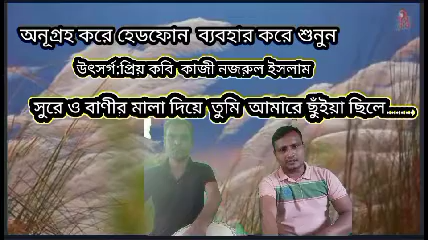 অনূগ্রহ করে হেডফোন ব্যবহার করে শুনুন
উৎসর্গ:প্রিয় কবি কাজী নজরুল ইসলাম
সুরে ও বাণীর মালা দিয়ে তুমি আমারে ছুঁইয়া ছিলে.......